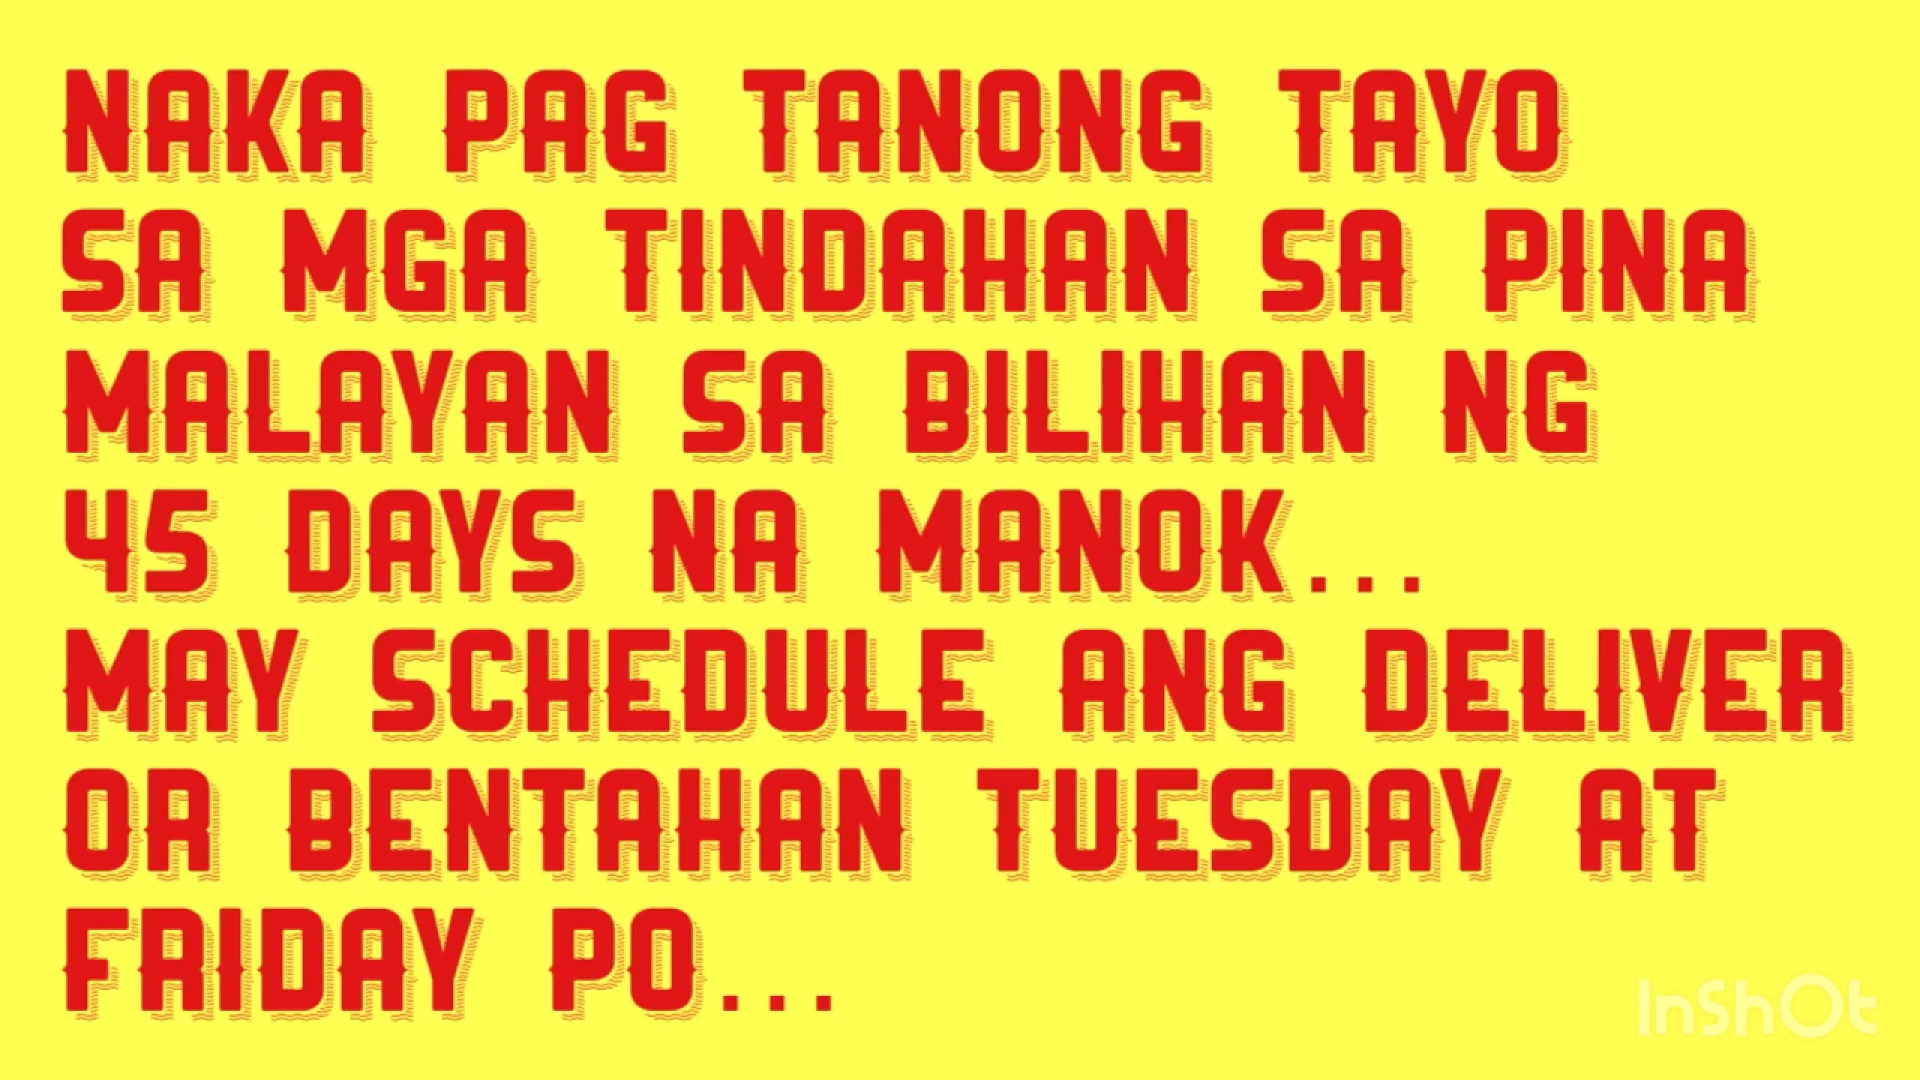 NAKA PAG TANONG TAYO
SA MGA TINDAHAN SA PINA
MALAYAN SA BILIHAN NG
45 DAYS NA MANOK...
MAY SCHEDULE ANG DELIVER
OR BENTAHAN TUESDAY AT
FRIDAY PO...
InShOt